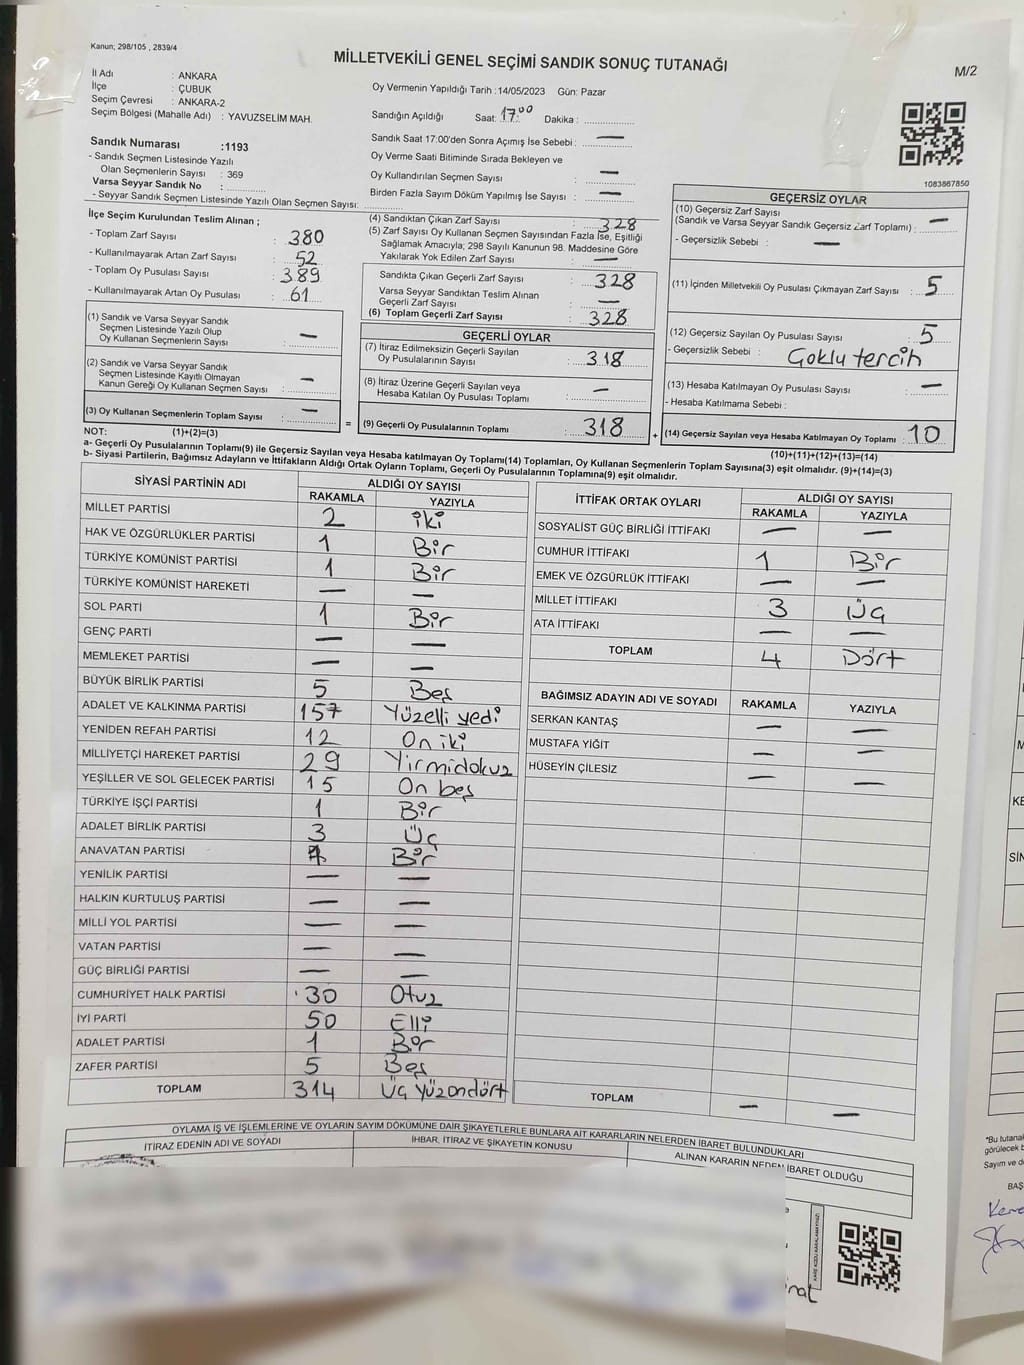 Kanun; 298/105 , 2839/4
MİLLETVEKİLİ GENEL SEÇİMİ SANDIK SONUÇ TUTANAĞI
M/2
İl Adı : ANKARA
İlçe : ÇUBUK
Seçim Çevresi : ANKARA-2
Seçim Bölgesi (Mahalle Adı) : YAVUZSELİM MAH.
Oy Vermenin Yapıldığı Tarih :14/05/2023 Gün: Pazar
Sandığın Açıldığı Saat: 17:00 Dakika :
Sandık Saat 17:00'den Sonra Açımış İse Sebebi : —
Oy Verme Saati Bitiminde Sırada Bekleyen ve
Oy Kullandırılan Seçmen Sayısı : —
Birden Fazla Sayım Döküm Yapılmış İse Sayısı : —
Sandık Numarası :1193
- Sandık Seçmen Listesinde Yazılı
Olan Seçmenlerin Sayısı : 369
Varsa Seyyar Sandık No :
- Seyyar Sandık Seçmen Listesinde Yazılı Olan Seçmen Sayısı:
1083867850
İlçe Seçim Kurulundan Teslim Alınan ;
- Toplam Zarf Sayısı : 380
- Kullanılmayarak Artan Zarf Sayısı : 52
- Toplam Oy Pusulası Sayısı : 389
- Kullanılmayarak Artan Oy Pusulası : 61
(1) Sandık ve Varsa Seyyar Sandık
Seçmen Listesinde Yazılı Olup
Oy Kullanan Seçmenlerin Sayısı : —
(2) Sandık ve Varsa Seyyar Sandık
Seçmen Listesinde Kayıtlı Olmayan
Kanun Gereği Oy Kullanan Seçmen Sayısı : —
(3) Oy Kullanan Seçmenlerin Toplam Sayısı : —
(4) Sandıktan Çıkan Zarf Sayısı : 328
(5) Zarf Sayısı Oy Kullanan Seçmen Sayısından Fazla İse, Eşitliği
Sağlamak Amacıyla; 298 Sayılı Kanunun 98. Maddesine Göre
Yakılarak Yok Edilen Zarf Sayısı : —
Sandıkta Çıkan Geçerli Zarf Sayısı : 328
Varsa Seyyar Sandıktan Teslim Alınan
Geçerli Zarf Sayısı : —
(6) Toplam Geçerli Zarf Sayısı : 328
GEÇERLİ OYLAR
(7) İtiraz Edilmeksizin Geçerli Sayılan
Oy Pusulalarının Sayısı : 318
(8) İtiraz Üzerine Geçerli Sayılan veya
Hesaba Katılan Oy Pusulası Toplamı : —
= (9) Geçerli Oy Pusulalarının Toplamı : 318 +
GEÇERSİZ OYLAR
(10) Geçersiz Zarf Sayısı
(Sandık ve Varsa Seyyar Sandık Geçersiz Zarf Toplamı) : —
- Geçersizlik Sebebi : —
(11) İçinden Milletvekili Oy Pusulası Çıkmayan Zarf Sayısı : 5
(12) Geçersiz Sayılan Oy Pusulası Sayısı : 5
- Geçersizlik Sebebi : Çoklu tercih
(13) Hesaba Katılmayan Oy Pusulası Sayısı : —
- Hesaba Katılmama Sebebi :
(14) Geçersiz Sayılan veya Hesaba Katılmayan Oy Toplamı : 10
NOT: (1)+(2)=(3)
(10)+(11)+(12)+(13)=(14)
a- Geçerli Oy Pusulalarının Toplamı(9) ile Geçersiz Sayılan veya Hesaba katılmayan Oy Toplamı(14) Toplamları, Oy Kullanan Seçmenlerin Toplam Sayısına(3) eşit olmalıdır. (9)+(14)=(3)
b- Siyasi Partilerin, Bağımsız Adayların ve İttifakların Aldığı Ortak Oyların Toplamı, Geçerli Oy Pusulalarının Toplamına(9) eşit olmalıdır.
SİYASİ PARTİNİN ADI ALDIĞI OY SAYISI
RAKAMLA YAZIYLA
MİLLET PARTİSİ 2 iki
HAK VE ÖZGÜRLÜKLER PARTİSİ 1 Bir
TÜRKİYE KOMÜNİST PARTİSİ 1 Bir
TÜRKİYE KOMÜNİST HAREKETİ — —
SOL PARTİ 1 Bir
GENÇ PARTİ — —
MEMLEKET PARTİSİ — —
BÜYÜK BİRLİK PARTİSİ 5 Beş
ADALET VE KALKINMA PARTİSİ 157 Yüzelli yedi
YENİDEN REFAH PARTİSİ 12 On iki
MİLLİYETÇİ HAREKET PARTİSİ 29 Yirmidokuz
YEŞİLLER VE SOL GELECEK PARTİSİ 15 On beş
TÜRKİYE İŞÇİ PARTİSİ 1 Bir
ADALET BİRLİK PARTİSİ 3 Üç
ANAVATAN PARTİSİ 1 Bir
YENİLİK PARTİSİ — —
HALKIN KURTULUŞ PARTİSİ — —
MİLLİ YOL PARTİSİ — —
VATAN PARTİSİ — —
GÜÇ BİRLİĞİ PARTİSİ — —
CUMHURİYET HALK PARTİSİ 30 Otuz
İYİ PARTİ 50 Elli
ADALET PARTİSİ 1 Bir
ZAFER PARTİSİ 5 Beş
TOPLAM 314 Üç yüzondört
İTTİFAK ORTAK OYLARI ALDIĞI OY SAYISI
RAKAMLA YAZIYLA
SOSYALİST GÜÇ BİRLİĞİ İTTİFAKI — —
CUMHUR İTTİFAKI 1 Bir
EMEK VE ÖZGÜRLÜK İTTİFAKI — —
MİLLET İTTİFAKI 3 Üç
ATA İTTİFAKI — —
TOPLAM 4 Dört
BAĞIMSIZ ADAYIN ADI VE SOYADI RAKAMLA YAZIYLA
SERKAN KANTAŞ — —
MUSTAFA YİĞİT — —
HÜSEYİN ÇİLESİZ — —
TOPLAM — —
OYLAMA İŞ VE İŞLEMLERİNE VE OYLARIN SAYIM DÖKÜMÜNE DAİR ŞİKAYETLERLE BUNLARA AİT KARARLARIN NELERDEN İBARET BULUNDUKLARI
İTİRAZ EDENİN ADI VE SOYADI İHBAR, İTİRAZ VE ŞİKAYETİN KONUSU ALINAN KARARIN NEDEN İBARET OLDUĞU
KARE KODU KARALAMAYINIZ!
*Bu tutana
görülecek b
Sayım ve d
BAŞ